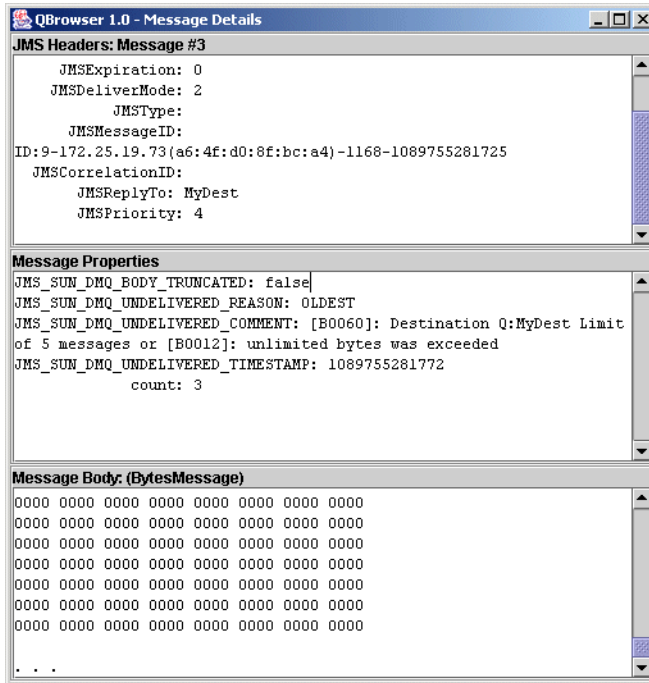 QBrowser 1.0 - Message Details
JMS Headers: Message #3
JMSExpiration: 0
JMSDeliverMode: 2
JMSType:
JMSMessageID:
ID:9-172.25.19.73(a6:4f:d0:8f:bc:a4)-1168-1089755281725
JMSCorrelationID:
JMSReplyTo: MyDest
JMSPriority: 4
Message Properties
JMS_SUN_DMQ_BODY_TRUNCATED: false
JMS_SUN_DMQ_UNDELIVERED_REASON: OLDEST
JMS_SUN_DMQ_UNDELIVERED_COMMENT: [B0060]: Destination Q:MyDest Limit
of 5 messages or [B0012]: unlimited bytes was exceeded
JMS_SUN_DMQ_UNDELIVERED_TIMESTAMP: 1089755281772
count: 3
Message Body: (BytesMessage)
0000 0000 0000 0000 0000 0000 0000 0000
0000 0000 0000 0000 0000 0000 0000 0000
0000 0000 0000 0000 0000 0000 0000 0000
0000 0000 0000 0000 0000 0000 0000 0000
0000 0000 0000 0000 0000 0000 0000 0000
0000 0000 0000 0000 0000 0000 0000 0000
0000 0000 0000 0000 0000 0000 0000 0000
. . .